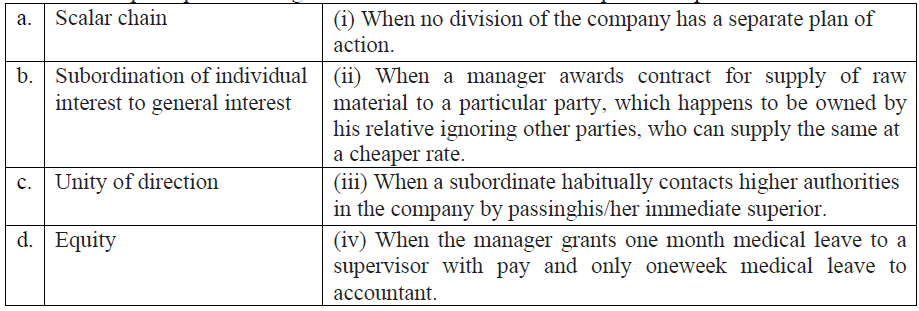 a. Scalar chain (i) When no division of the company has a separate plan of
action.
b. Subordination of individual (ii) When a manager awards contract for supply of raw
interest to general interest material to a particular party, which happens to be owned by
his relative ignoring other parties, who can supply the same at
a cheaper rate.
c. Unity of direction (iii) When a subordinate habitually contacts higher authorities
in the company by passinghis/her immediate superior.
d. Equity (iv) When the manager grants one month medical leave to a
supervisor with pay and only oneweek medical leave to
accountant.